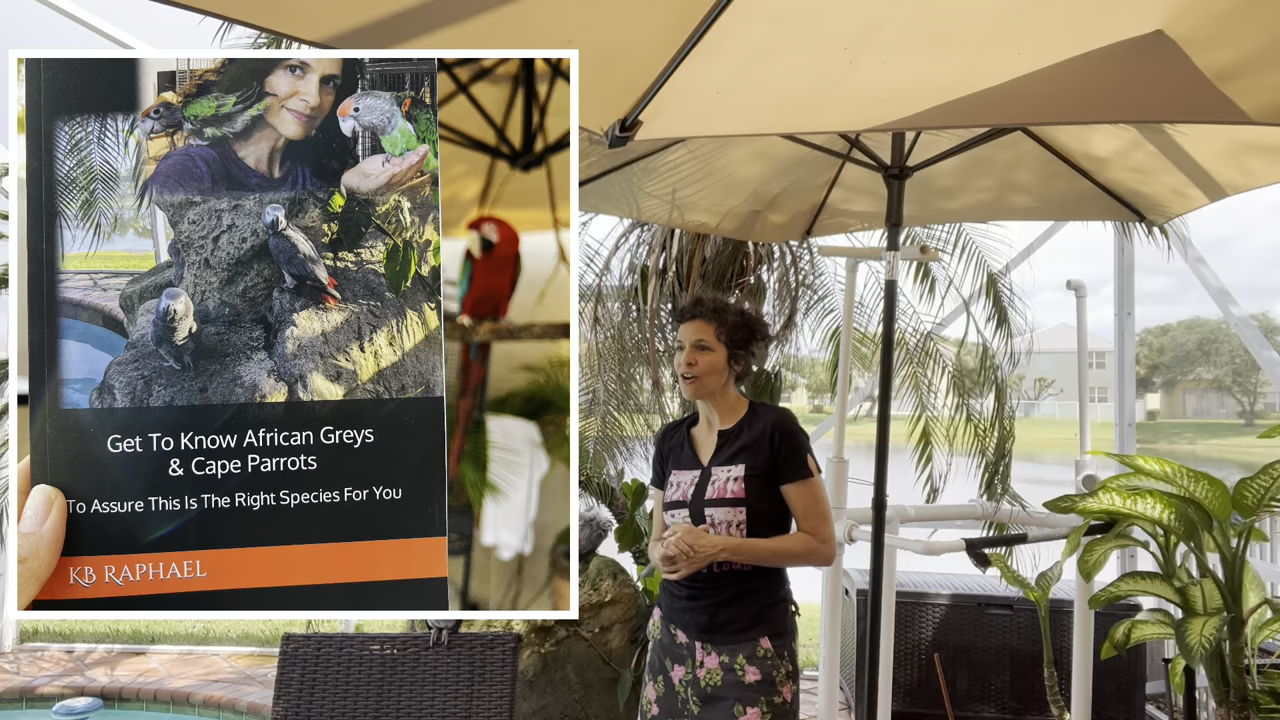 Get To Know African Greys
& Cape Parrots
To Assure This Is The Right Species For You
KB RAPHAEL